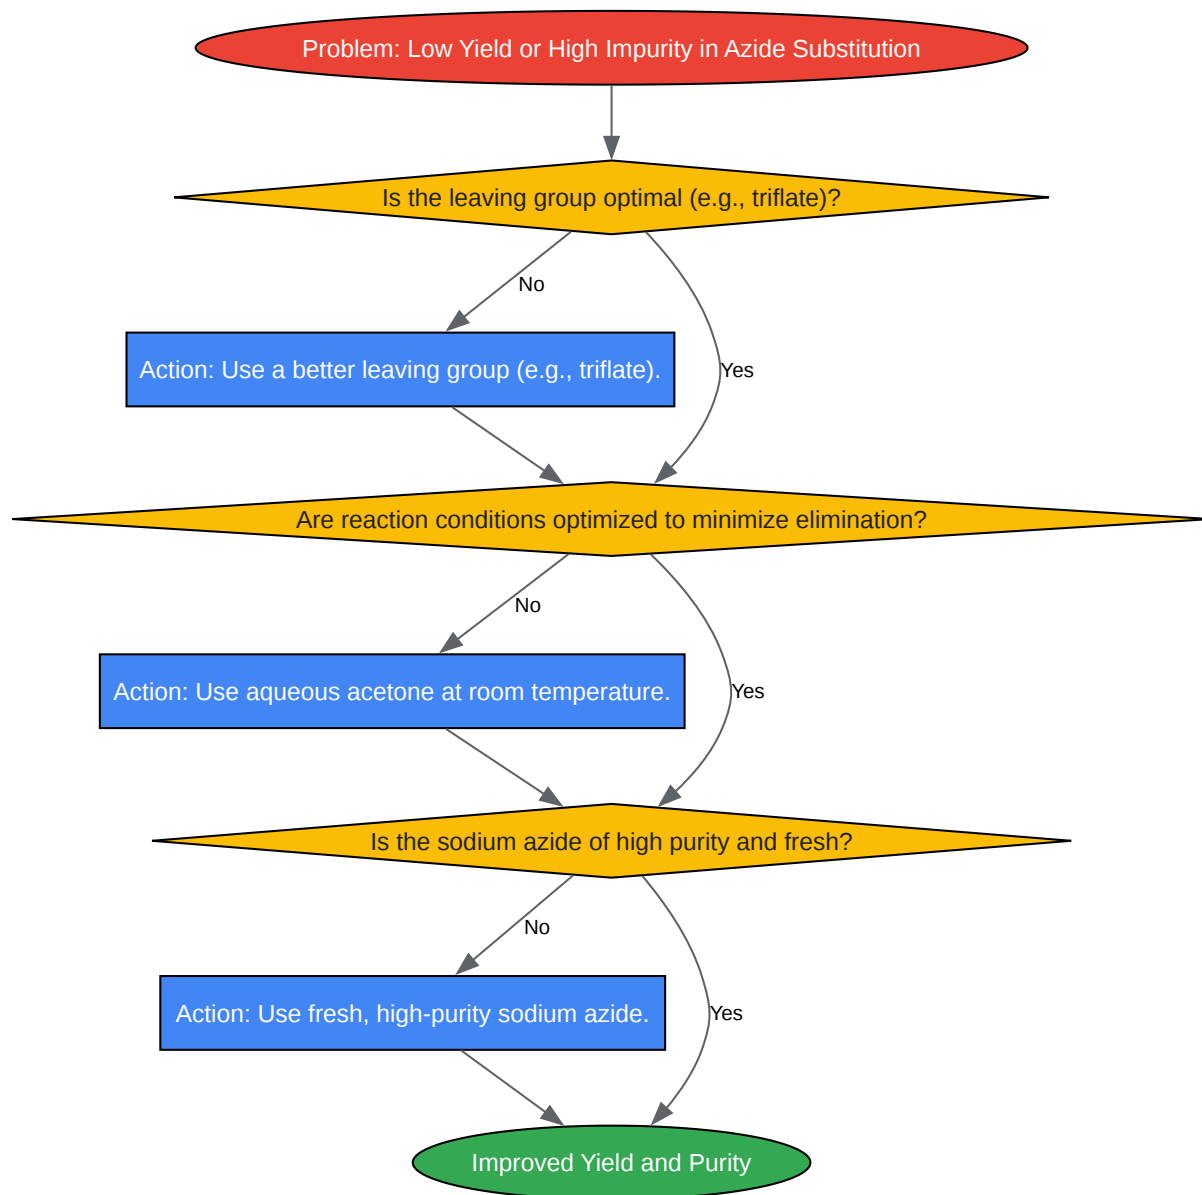 Problem: Low Yield or High Impurity in Azide Substitution
Is the leaving group optimal (e.g., triflate)?
No
Action: Use a better leaving group (e.g., triflate).
Yes
Are reaction conditions optimized to minimize elimination?
No
Action: Use aqueous acetone at room temperature.
Yes
Is the sodium azide of high purity and fresh?
No
Action: Use fresh, high-purity sodium azide.
Yes
Improved Yield and Purity